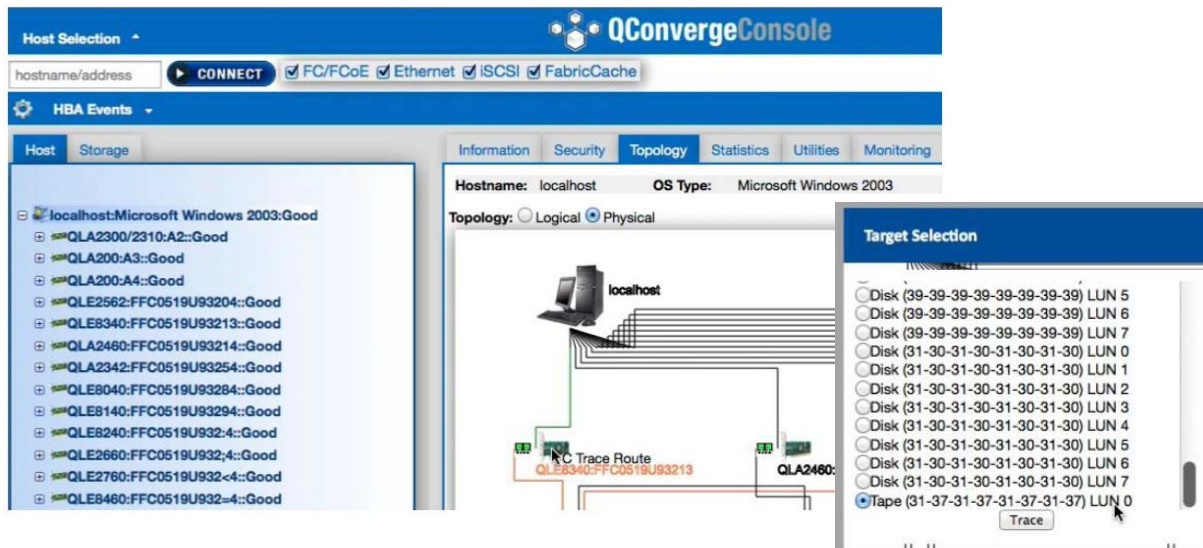 Host Selection
QConvergeConsole
hostname/address CONNECT FC/FCoE Ethernet iSCSI FabricCache
HBA Events
Host Storage
localhost:Microsoft Windows 2003:Good
QLA2300/2310:A2::Good
QLA200:A3::Good
QLA200:A4::Good
QLE2562:FFC0519U93204::Good
QLE8340:FFC0519U93213::Good
QLA2460:FFC0519U93214::Good
QLA2342:FFC0519U93254::Good
QLE8040:FFC0519U93284::Good
QLE8140:FFC0519U93294::Good
QLE8240:FFC0519U932:4::Good
QLE2660:FFC0519U932;4::Good
QLE2760:FFC0519U932<4::Good
QLE8460:FFC0519U932=4::Good
Information Security Topology Statistics Utilities Monitoring
Hostname: localhost OS Type: Microsoft Windows 2003
Topology: Logical Physical
localhost
C Trace Route
QLE8340:FFC0519U93213
QLA2460:
Target Selection
Disk (39-39-39-39-39-39-39-39) LUN 5
Disk (39-39-39-39-39-39-39-39) LUN 6
Disk (39-39-39-39-39-39-39-39) LUN 7
Disk (31-30-31-30-31-30-31-30) LUN 0
Disk (31-30-31-30-31-30-31-30) LUN 1
Disk (31-30-31-30-31-30-31-30) LUN 2
Disk (31-30-31-30-31-30-31-30) LUN 3
Disk (31-30-31-30-31-30-31-30) LUN 4
Disk (31-30-31-30-31-30-31-30) LUN 5
Disk (31-30-31-30-31-30-31-30) LUN 6
Disk (31-30-31-30-31-30-31-30) LUN 7
Tape (31-37-31-37-31-37-31-37) LUN 0
Trace